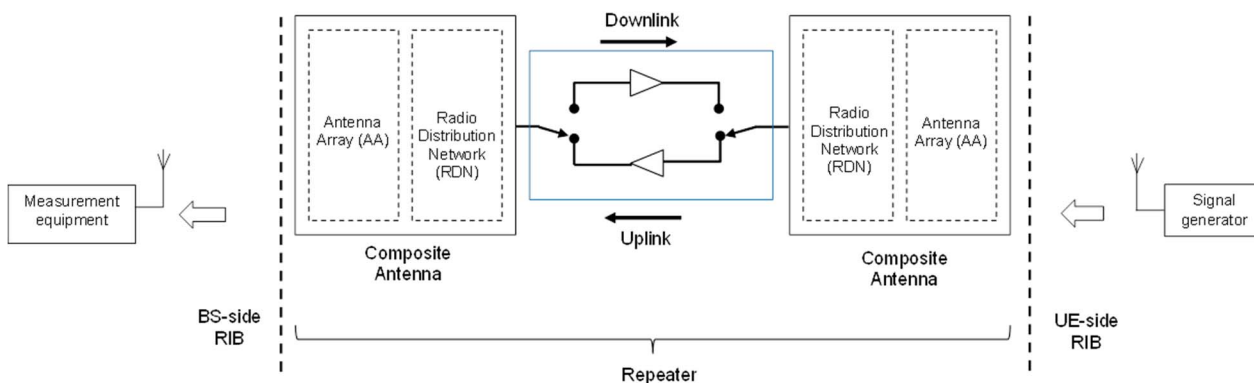 Downlink
Antenna
Array (AA)
Radio
Distribution
Network
(RDN)
Radio
Distribution
Network
(RDN)
Antenna
Array (AA)
Measurement
equipment
Signal
generator
Uplink
Composite
Antenna
Composite
Antenna
BS-side
RIB
UE-side
RIB
Repeater